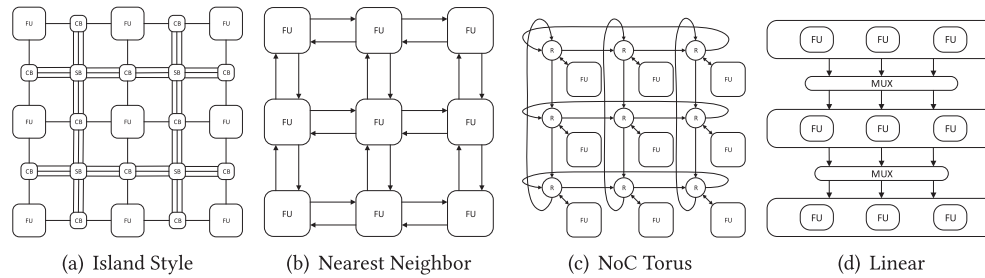 FU CB FU CB FU
CB SB CB SB CB
FU CB FU CB FU
CB SB CB SB CB
FU CB FU CB FU
(a) Island Style
FU FU FU
FU FU FU
FU FU FU
(b) Nearest Neighbor
R R R
FU FU FU
R R R
FU FU FU
R R R
FU FU FU
(c) NoC Torus
FU FU FU
MUX
FU FU FU
MUX
FU FU FU
(d) Linear